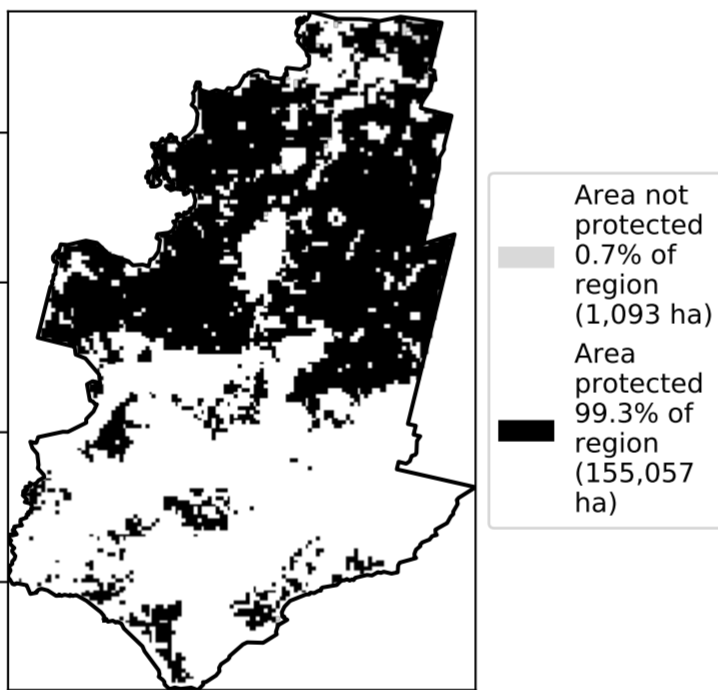 Area not
protected
0.7% of
region
(1,093 ha)
Area
protected
99.3% of
region
(155,057
ha)